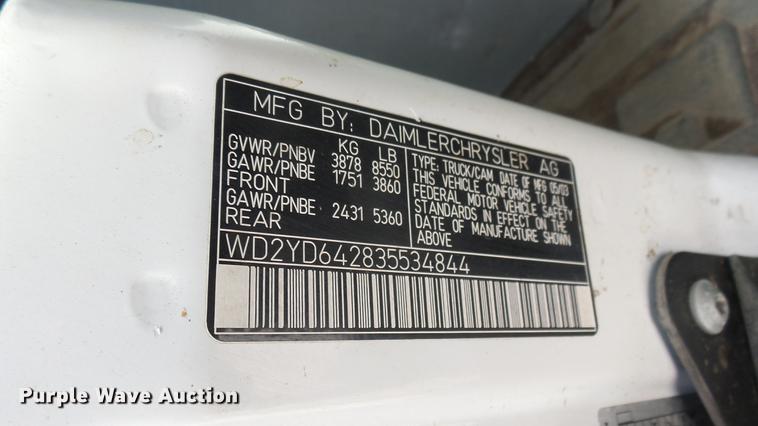 MFG BY: DAIMLERCHRYSLER AG
KG LB
GVWR/PNBV 3878 8550
GAWR/PNBE 1751 3860
FRONT
GAWR/PNBE 2431 5360
REAR
TYPE: TRUCK/CAM DATE OF MFG 05/03
THIS VEHICLE CONFORMS TO ALL
FEDERAL MOTOR VEHICLE SAFETY
STANDARDS IN EFFECT ON THE
DATE OF MANUFACTURE SHOWN
ABOVE
WD2YD642835534844
Purple Wave Auction